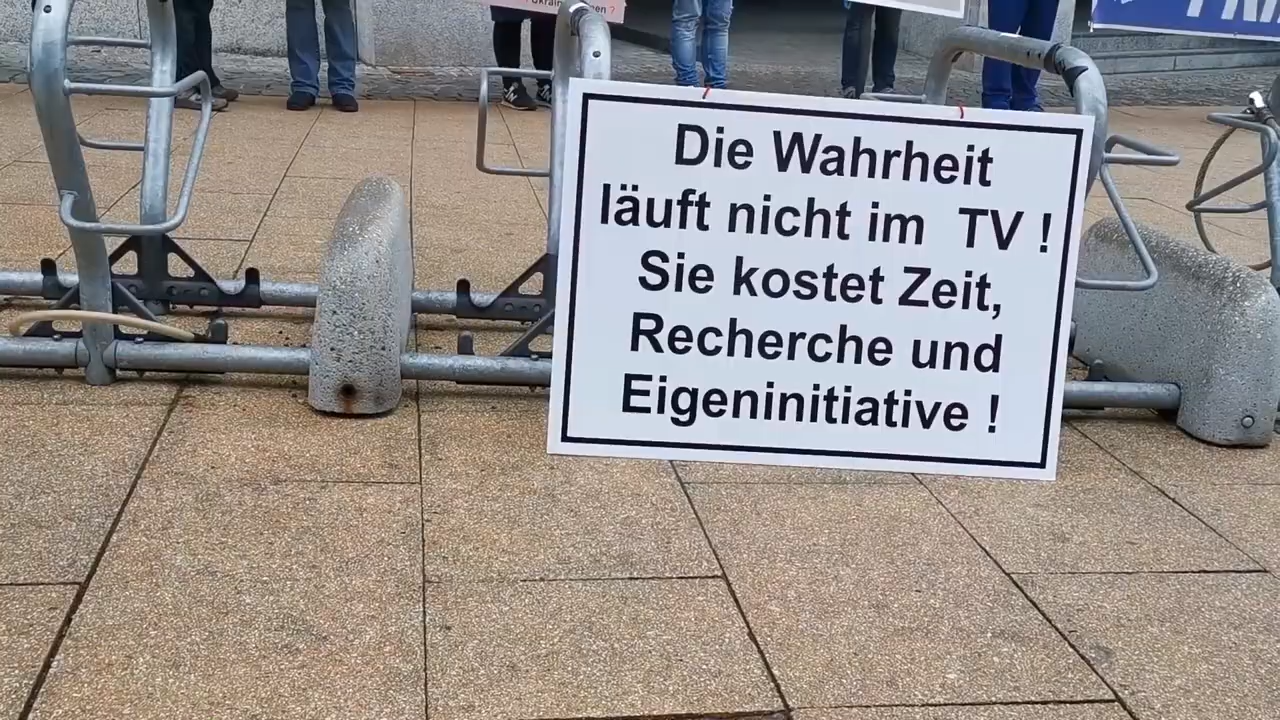 Die Wahrheit
läuft nicht im TV !
Sie kostet Zeit,
Recherche und
Eigeninitiative !